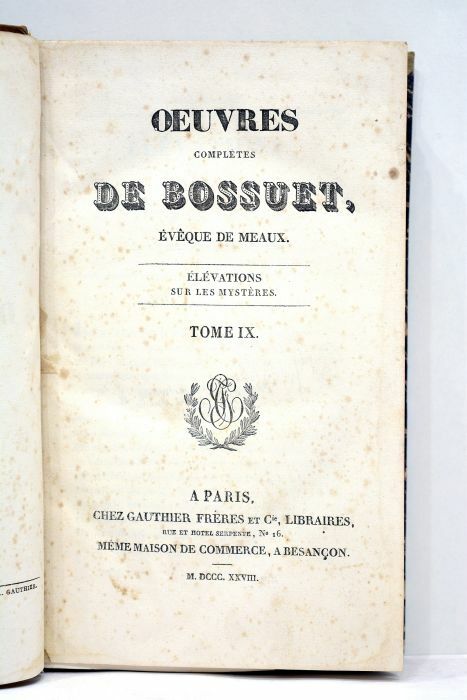 OEUVRES
COMPLÈTES
DE BOSSUET,
ÉVÊQUE DE MEAUX.
ÉLÉVATIONS
SUR LES MYSTÈRES.
TOME IX.
A PARIS,
CHEZ GAUTHIER FRÈRES ET Cie, LIBRAIRES,
RUE ET HOTEL SERPENTE, No 16.
MÊME MAISON DE COMMERCE, A BESANÇON.
M. DCCC. XXVIII.
GAUTHIER.